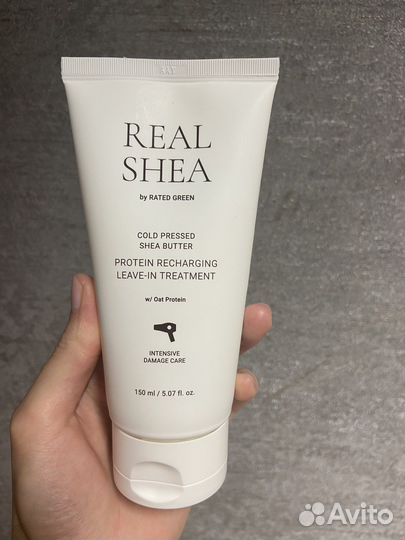 REAL
SHEA
by RATED GREEN
COLD PRESSED
SHEA BUTTER
PROTEIN RECHARGING
LEAVE-IN TREATMENT
w/ Oat Protein
INTENSIVE
DAMAGE CARE
150 ml / 5.07 fl. oz.
Avito